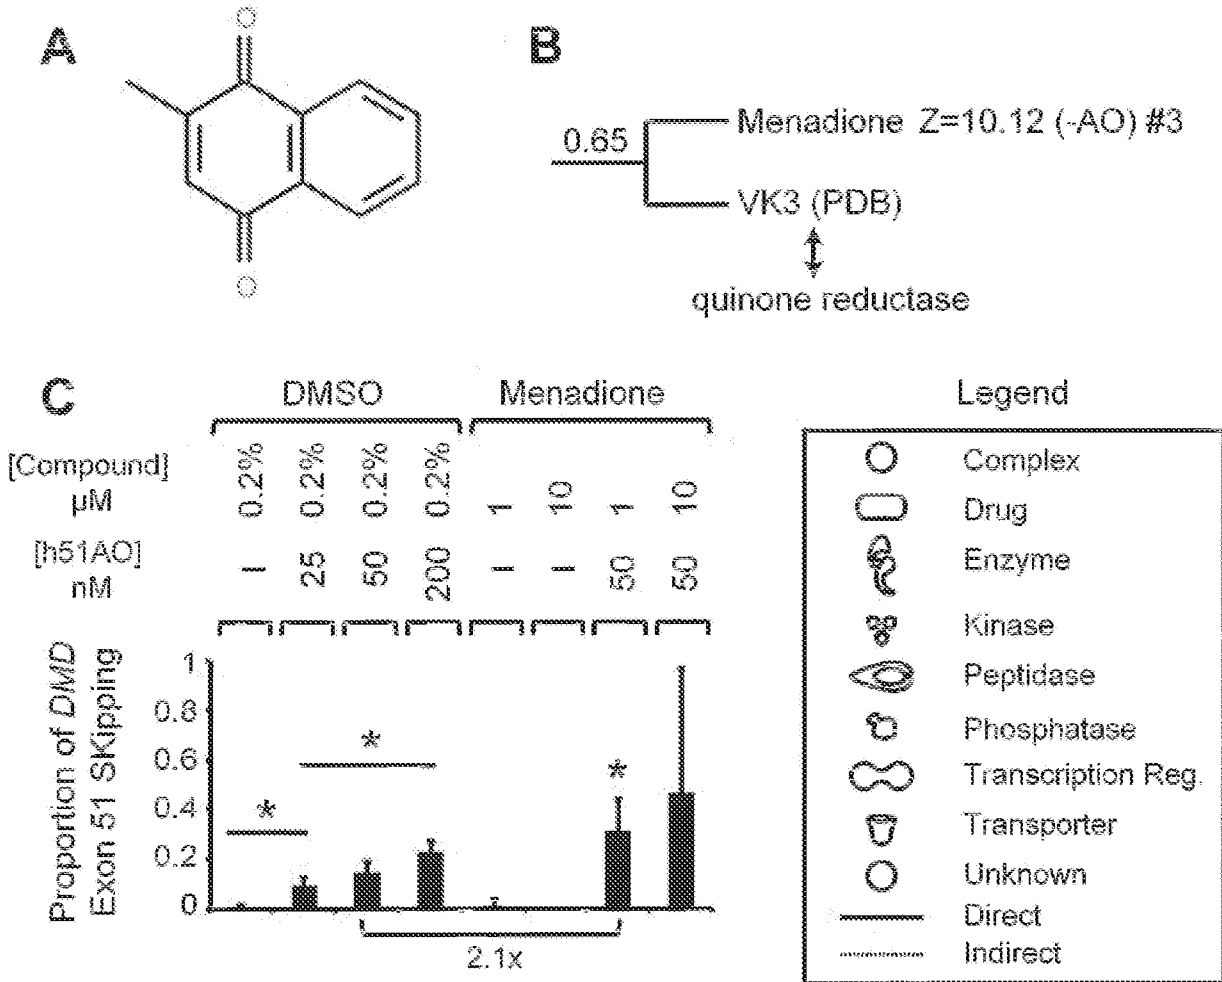 A
O
O
B
0.65
Menadione Z=10.12 (-AO) #3
VK3 (PDB)
quinone reductase
C
DMSO
Menadione
[Compound]
µM
0.2%
0.2%
0.2%
0.2%
1
10
1
10
[h51AO]
nM
–
25
50
200
–
–
50
50
Proportion of DMD
Exon 51 SKipping
1
0.8
0.6
0.4
0.2
0
*
*
*
2.1x
Legend
Complex
Drug
Enzyme
Kinase
Peptidase
Phosphatase
Transcription Reg.
Transporter
Unknown
Direct
Indirect